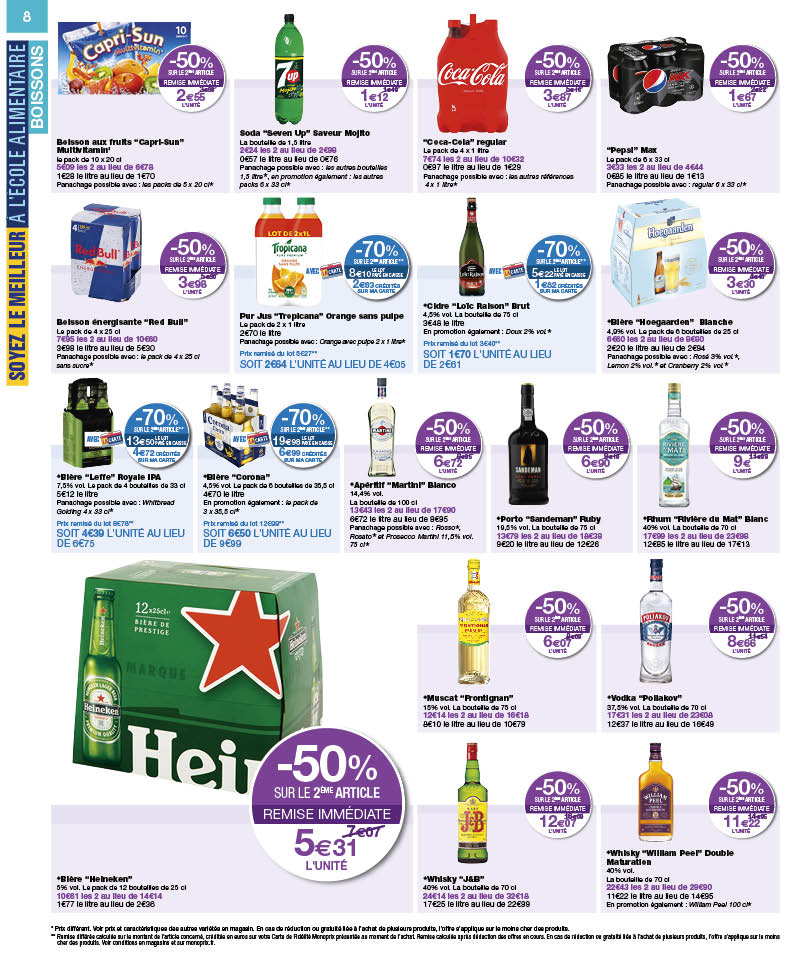 8
BOISSONS
SOYEZ LE MEILLEUR À L'ÉCOLE ALIMENTAIRE
Capri-Sun
Multivitamin'
10
-50%
SUR LE 2ÈME ARTICLE
REMISE IMMÉDIATE
2€55
L'UNITÉ
Boisson aux fruits "Capri-Sun"
Multivitamin'
le pack de 10 x 20 cl
5€09 les 2 au lieu de 6€78
1€28 le litre au lieu de 1€70
Panachage possible avec : les packs de 5 x 20 cl*
7up
Mojito
-50%
SUR LE 2ÈME ARTICLE
REMISE IMMÉDIATE
1€12
L'UNITÉ
Soda "Seven Up" Saveur Mojito
La bouteille de 1,5 litre
2€24 les 2 au lieu de 2€98
0€57 le litre au lieu de 0€76
Panachage possible avec : les autres bouteilles
1,5 litre*, en promotion également : les autres
packs 6 x 33 cl*
Coca-Cola
-50%
SUR LE 2ÈME ARTICLE
REMISE IMMÉDIATE
3€87
L'UNITÉ
"Coca-Cola" regular
Le pack de 4 x 1 litre
7€74 les 2 au lieu de 10€32
0€97 le litre au lieu de 1€29
Panachage possible avec : les autres références
4 x 1 litre*
-50%
SUR LE 2ÈME ARTICLE
REMISE IMMÉDIATE
2€22
1€67
L'UNITÉ
"Pepsi" Max
Le pack de 6 x 33 cl
3€33 les 2 au lieu de 4€44
0€85 le litre au lieu de 1€13
Panachage possible avec : regular 6 x 33 cl*
Red Bull
-50%
REMISE IMMÉDIATE
3€98
L'UNITÉ
Boisson énergisante "Red Bull"
Le pack de 4 x 25 cl
7€95 les 2 au lieu de 10€60
3€98 le litre au lieu de 5€30
Panachage possible avec : le pack de 4 x 25 cl
sans sucre*
LOT DE 2x1L
Tropicana
-70%
SUR LE 2ÈME ARTICLE**
AVEC MA CARTE
8€10 LE LOT PAYÉ EN CAISSE
2€83 CRÉDITÉS
SUR MA CARTE
Pur Jus "Tropicana" Orange sans pulpe
Le pack de 2 x 1 litre
2€70 le litre
Panachage possible avec : Orange avec pulpe 2 x 1 litre*
Prix remisé du lot 5€27**
SOIT 2€64 L'UNITÉ AU LIEU DE 4€05
Loïc Raison
-70%
SUR LE 2ÈME ARTICLE**
AVEC MA CARTE
5€22 LE LOT PAYÉ EN CAISSE
1€82 CRÉDITÉS
SUR MA CARTE
*Cidre "Loïc Raison" Brut
4,5% vol. La bouteille de 75 cl
3€48 le litre
En promotion également : Doux 2% vol*
Prix remisé du lot 3€40**
SOIT 1€70 L'UNITÉ AU LIEU
DE 2€61
Hoegaarden
-50%
SUR LE 2ÈME ARTICLE
REMISE IMMÉDIATE
3€30
L'UNITÉ
*Bière "Hoegaarden" Blanche
4,9% vol. Le pack de 6 bouteilles de 25 cl
6€60 les 2 au lieu de 9€90
2€20 le litre au lieu de 2€94
Panachage possible avec : Rosé 3% vol*,
Lemon 2% vol.* et Cranberry 2% vol*
-70%
SUR LE 2ÈME ARTICLE**
AVEC MA CARTE
13€50 LE LOT PAYÉ EN CAISSE
4€72 CRÉDITÉS
SUR MA CARTE
*Bière "Leffe" Royale IPA
7,5% vol. Le pack de 4 bouteilles de 33 cl
5€12 le litre
Panachage possible avec : Whitbread
Golding 4 x 33 cl*
Prix remisé du lot 8€78**
SOIT 4€39 L'UNITÉ AU LIEU
DE 6€75
Corona
-70%
SUR LE 2ÈME ARTICLE**
AVEC MA CARTE
19€98 LE LOT PAYÉ EN CAISSE
6€99 CRÉDITÉS
SUR MA CARTE
*Bière "Corona"
4,5% vol. Le pack de 6 bouteilles de 35,5 cl
4€70 le litre
En promotion également : le pack de
3 x 35,5 cl*
Prix remisé du lot 12€99**
SOIT 6€50 L'UNITÉ AU LIEU
DE 9€99
MARTINI
-50%
SUR LE 2ÈME ARTICLE
REMISE IMMÉDIATE
8€95
6€72
L'UNITÉ
*Apéritif "Martini" Bianco
14,4% vol.
La bouteille de 100 cl
13€43 les 2 au lieu de 17€90
6€72 le litre au lieu de 8€95
Panachage possible avec : Rosso*,
Rosato* et Prosecco Martini 11,5% vol.
75 cl*
SANDEMAN
-50%
SUR LE 2ÈME ARTICLE
REMISE IMMÉDIATE
6€90
L'UNITÉ
*Porto "Sandeman" Ruby
19,5% vol. La bouteille de 75 cl
13€79 les 2 au lieu de 18€38
9€20 le litre au lieu de 12€26
RIVIÈRE DU MAT
-50%
SUR LE 2ÈME ARTICLE
REMISE IMMÉDIATE
9€
L'UNITÉ
*Rhum "Rivière du Mat" Blanc
40% vol. La bouteille de 70 cl
17€99 les 2 au lieu de 23€98
12€85 le litre au lieu de 17€13
12x25cle
BIÈRE DE
PRESTIGE
MARQUE
Heineken
Hein
-50%
SUR LE 2ÈME ARTICLE
REMISE IMMÉDIATE
7€07
5€31
L'UNITÉ
*Bière "Heineken"
5% vol. Le pack de 12 bouteilles de 25 cl
10€61 les 2 au lieu de 14€14
1€77 le litre au lieu de 2€36
-50%
SUR LE 2ÈME ARTICLE
REMISE IMMÉDIATE
6€07
L'UNITÉ
*Muscat "Frontignan"
15% vol. La bouteille de 75 cl
12€14 les 2 au lieu de 16€18
8€10 le litre au lieu de 10€79
POLIAKOV
-50%
SUR LE 2ÈME ARTICLE
REMISE IMMÉDIATE
11€54
8€66
L'UNITÉ
*Vodka "Poliakov"
37,5% vol. La bouteille de 70 cl
17€31 les 2 au lieu de 23€08
12€37 le litre au lieu de 16€49
J&B
-50%
SUR LE 2ÈME ARTICLE
REMISE IMMÉDIATE
12€07
L'UNITÉ
*Whisky "J&B"
40% vol. La bouteille de 70 cl
24€14 les 2 au lieu de 32€18
17€25 le litre au lieu de 22€99
WILLIAM
PEEL
-50%
SUR LE 2ÈME ARTICLE
REMISE IMMÉDIATE
14€95
11€22
L'UNITÉ
*Whisky "William Peel" Double
Maturation
40% vol.
La bouteille de 70 cl
22€43 les 2 au lieu de 29€90
11€22 le litre au lieu de 14€95
En promotion également : William Peel 100 cl*
* Prix différent. Voir prix et caractéristiques des autres variétés en magasin. En cas de réduction ou gratuité liée à l'achat de plusieurs produits, l'offre s'applique sur le moins cher des produits.
** Remise différée calculée sur le montant de l'article concerné, créditée en euros sur votre Carte de Fidélité Monoprix présentée au moment de l'achat. Remise calculée après déduction des offres en cours. En cas de réduction ou gratuité liée à l'achat de plusieurs produits, l'offre s'applique sur le moins
cher des produits. Voir conditions en magasins et sur monoprix.fr.